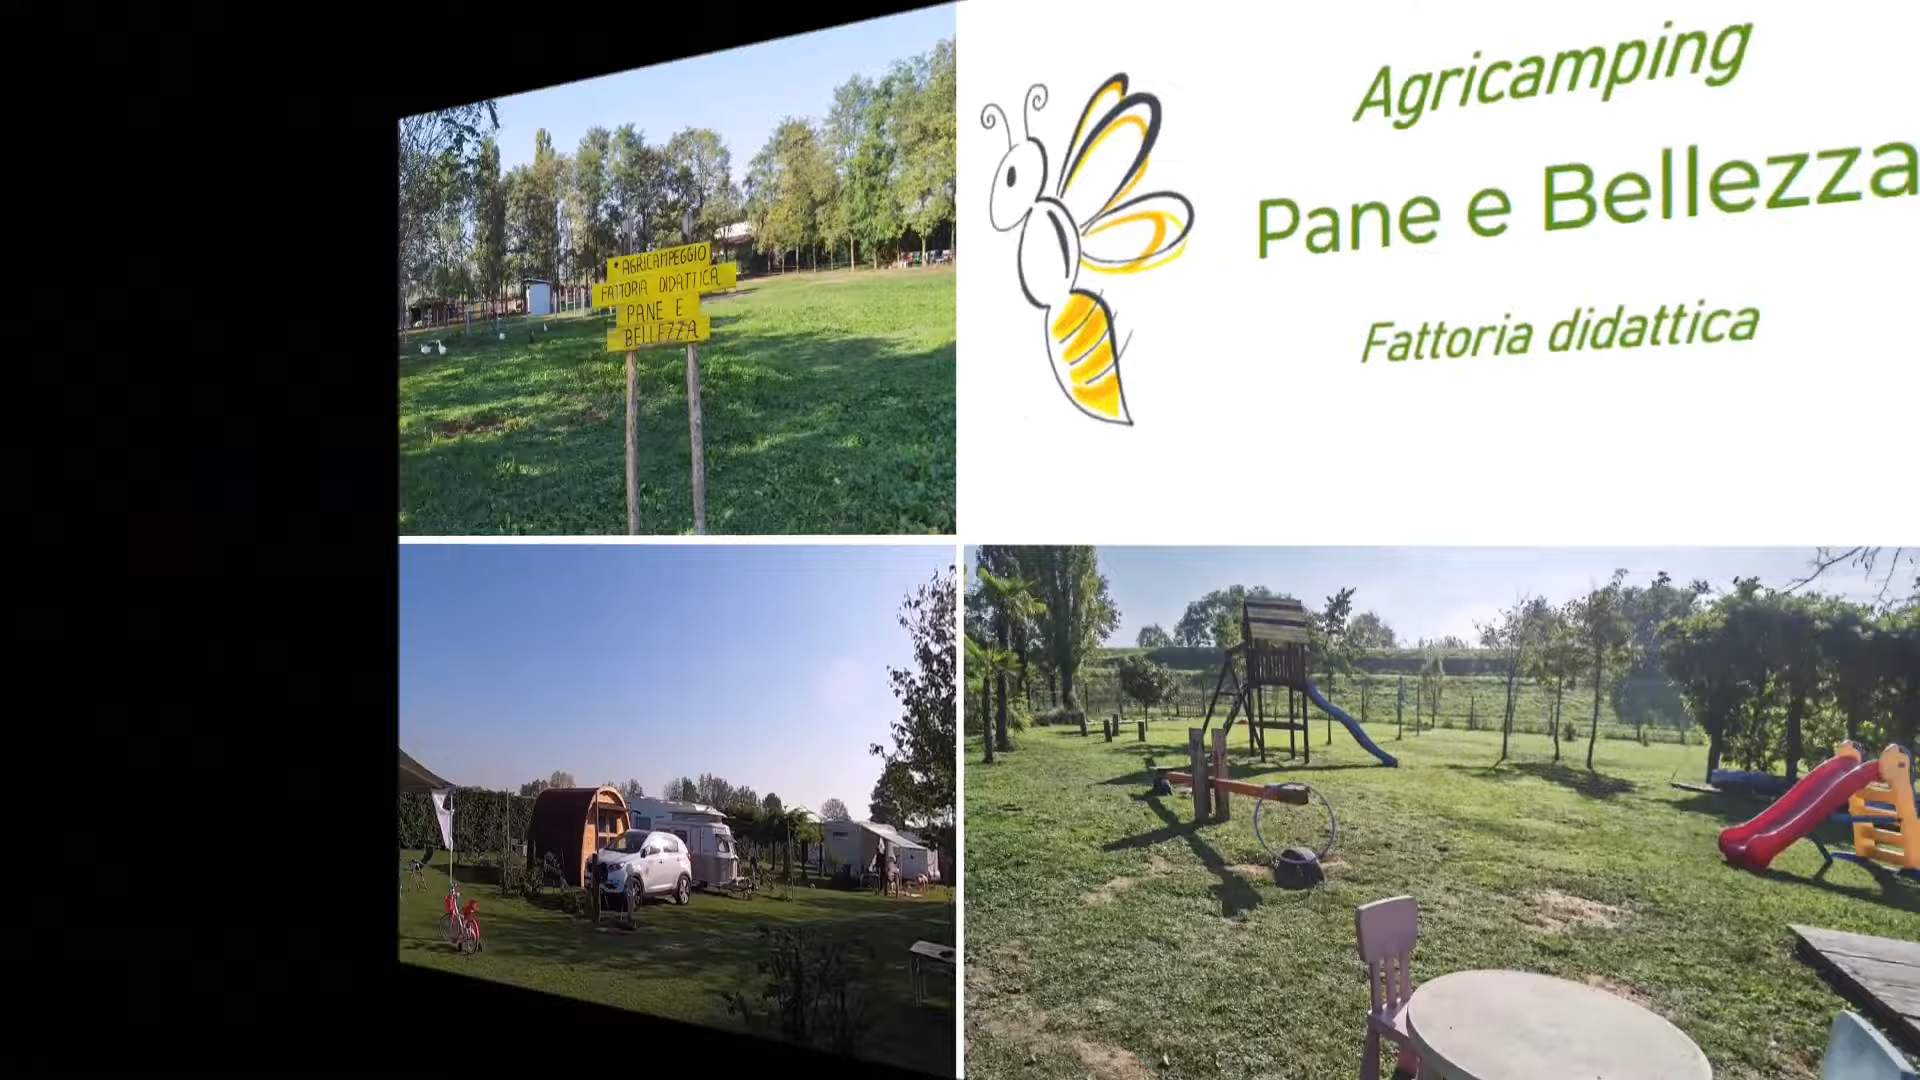 AGRICAMPEGGIO
FATTORIA DIDATTICA
PANE E
BELLEZZA
Agricamping
Pane e Bellezza
Fattoria didattica